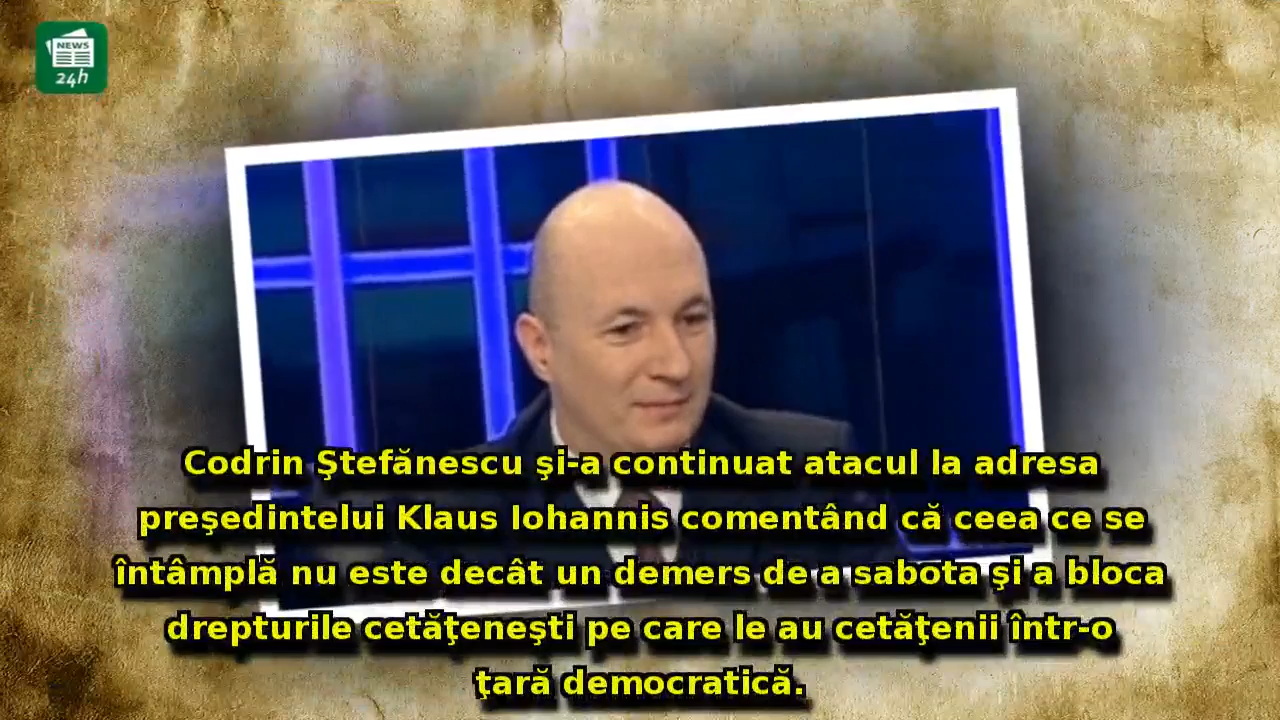 NEWS
24h
Codrin Ştefănescu şi-a continuat atacul la adresa
preşedintelui Klaus Iohannis comentând că ceea ce se
întâmplă nu este decât un demers de a sabota şi a bloca
drepturile cetăţeneşti pe care le au cetăţenii într-o
ţară democratică.